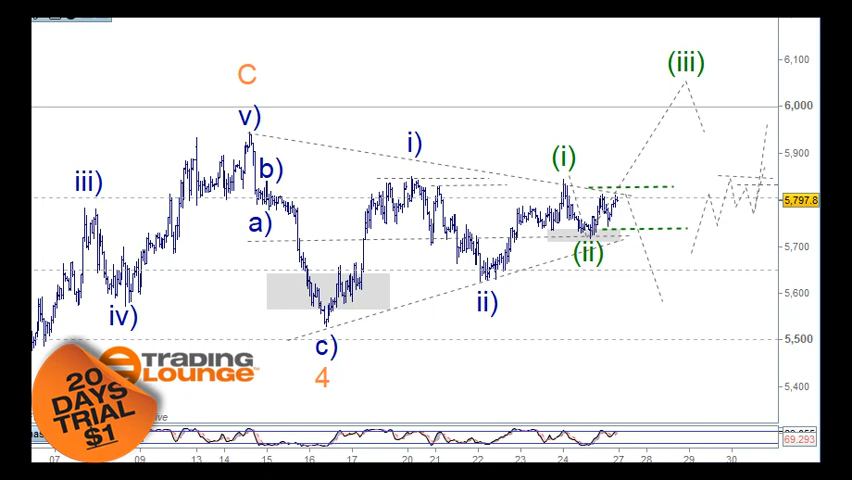 6,100
(iii)
C
6,000
v)
i)
5,900
b)
(i)
iii)
5,797.8
a)
5,700
(ii)
ii)
iv)
5,600
5,500
c)
TRADING
LOUNGE
4
5,400
20
DAYS
TRIAL
$1
69.293
07 09 13 14 15 16 17 20 21 22 23 24 27 28 29 30